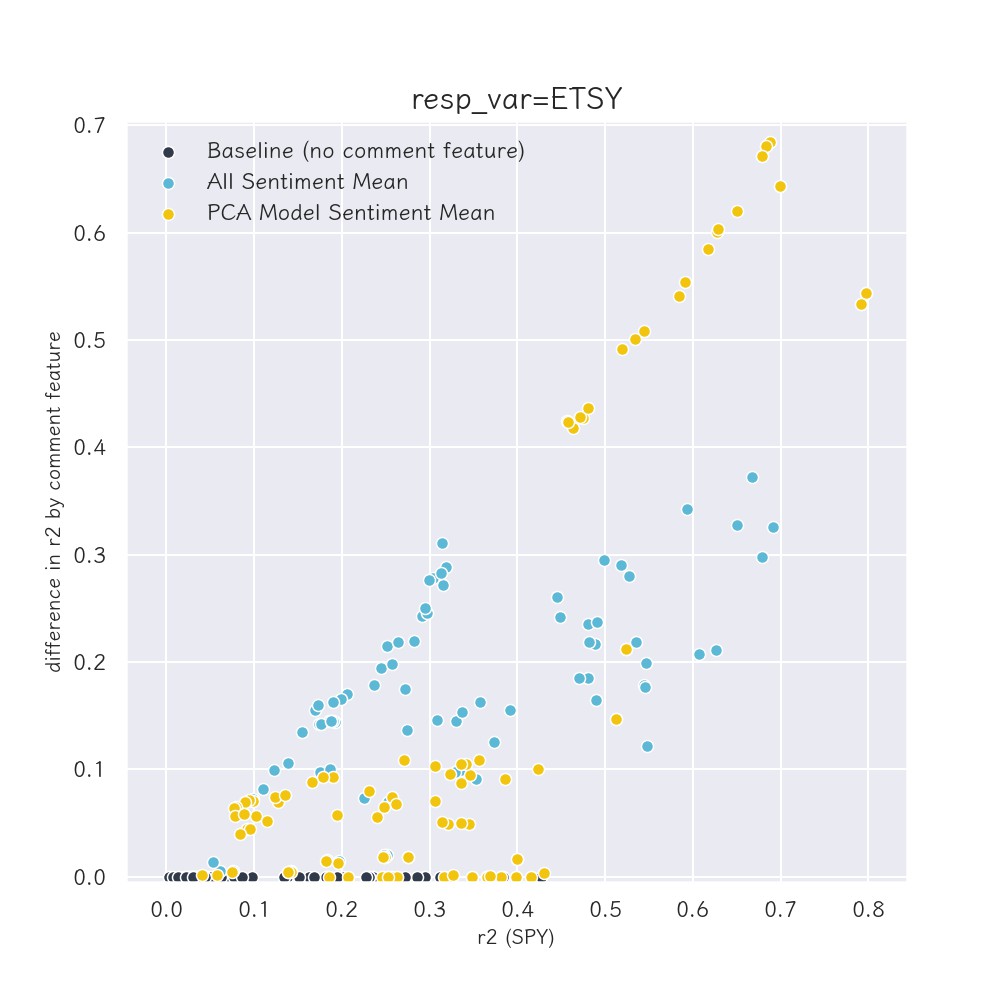 resp_var=ETSY
Baseline (no comment feature)
All Sentiment Mean
PCA Model Sentiment Mean
difference in r2 by comment feature
0.7
0.6
0.5
0.4
0.3
0.2
0.1
0.0
0.0 0.1 0.2 0.3 0.4 0.5 0.6 0.7 0.8
r2 (SPY)